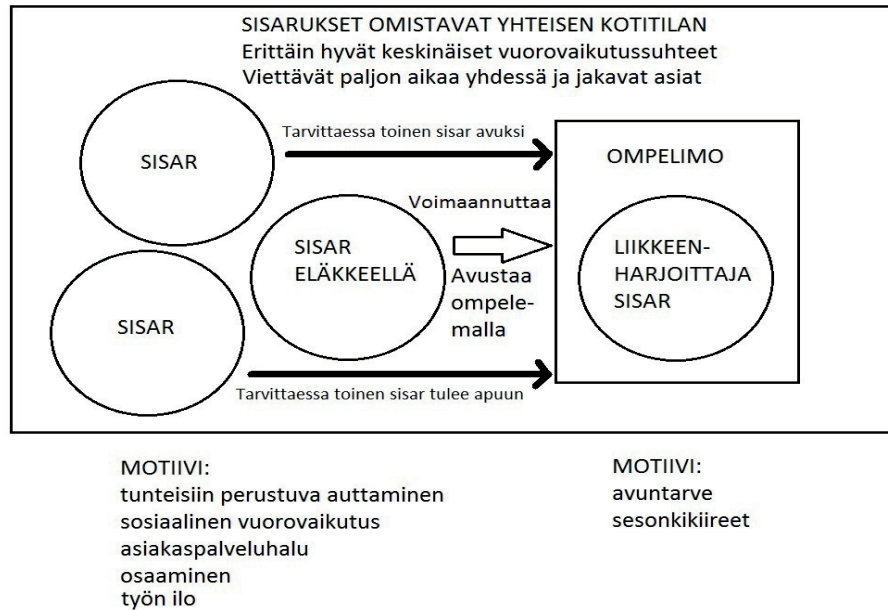 SISARUKSET OMISTAVAT YHTEISEN KOTITILAN
Erittäin hyvät keskinäiset vuorovaikutussuhteet
Viettävät paljon aikaa yhdessä ja jakavat asiat
Tarvittaessa toinen sisar avuksi
SISAR
OMPELIMO
Voimaannuttaa
SISAR
ELÄKKEELLÄ
LIIKKEEN-
HARJOITTAJA
SISAR
Avustaa
ompele-
malla
SISAR
Tarvittaessa toinen sisar tulee apuun
MOTIIVI:
tunteisiin perustuva auttaminen
sosiaalinen vuorovaikutus
asiakaspalveluhalu
osaaminen
työn ilo
MOTIIVI:
avuntarve
sesonkikiireet